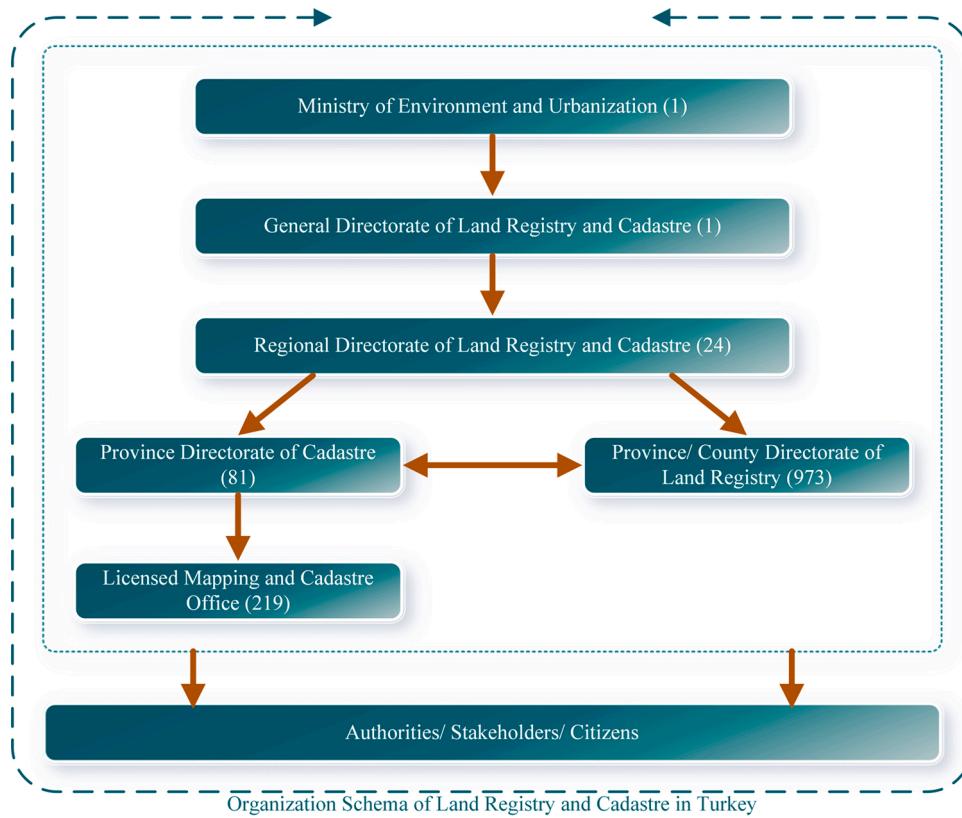 Ministry of Environment and Urbanization (1)
General Directorate of Land Registry and Cadastre (1)
Regional Directorate of Land Registry and Cadastre (24)
Province Directorate of Cadastre
(81)
Province/ County Directorate of
Land Registry (973)
Licensed Mapping and Cadastre
Office (219)
Authorities/ Stakeholders/ Citizens
Organization Schema of Land Registry and Cadastre in Turkey